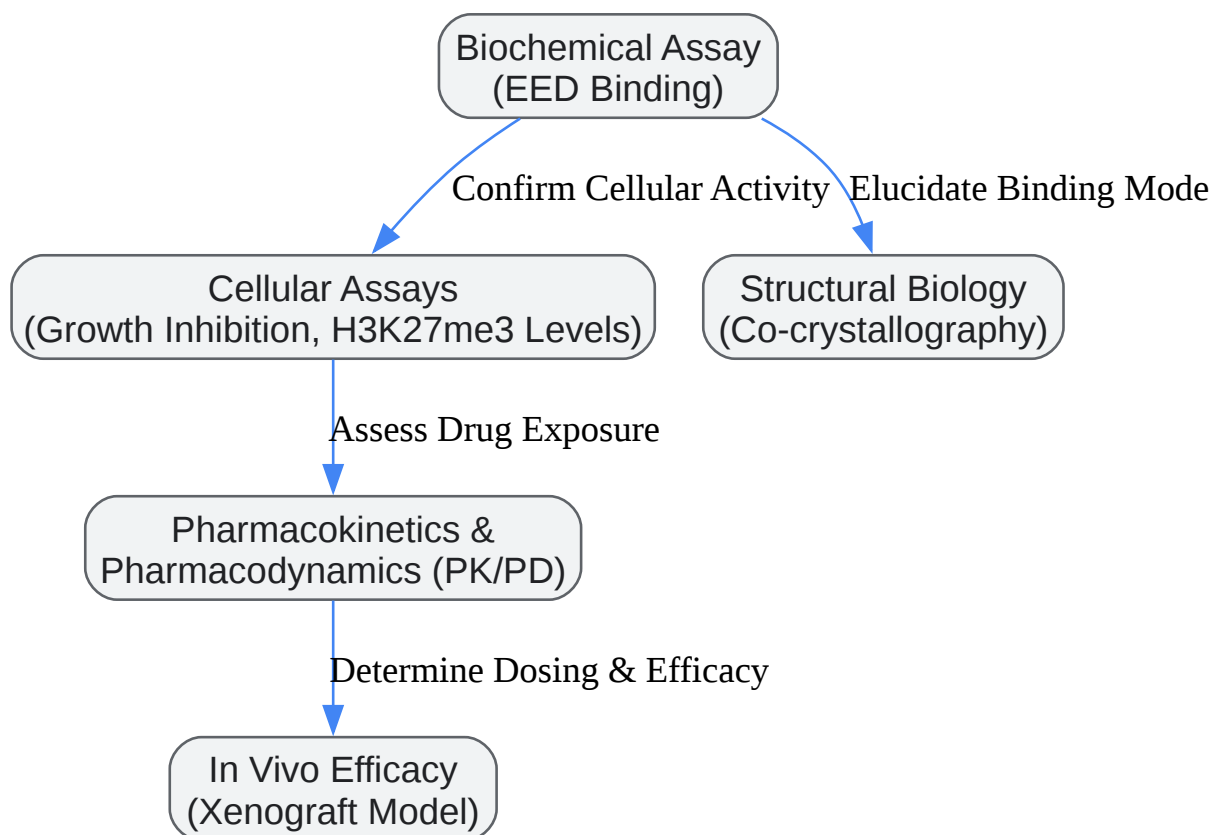 Biochemical Assay
(EED Binding)
Confirm Cellular Activity
Elucidate Binding Mode
Cellular Assays
(Growth Inhibition, H3K27me3 Levels)
Structural Biology
(Co-crystallography)
Assess Drug Exposure
Pharmacokinetics &
Pharmacodynamics (PK/PD)
Determine Dosing & Efficacy
In Vivo Efficacy
(Xenograft Model)